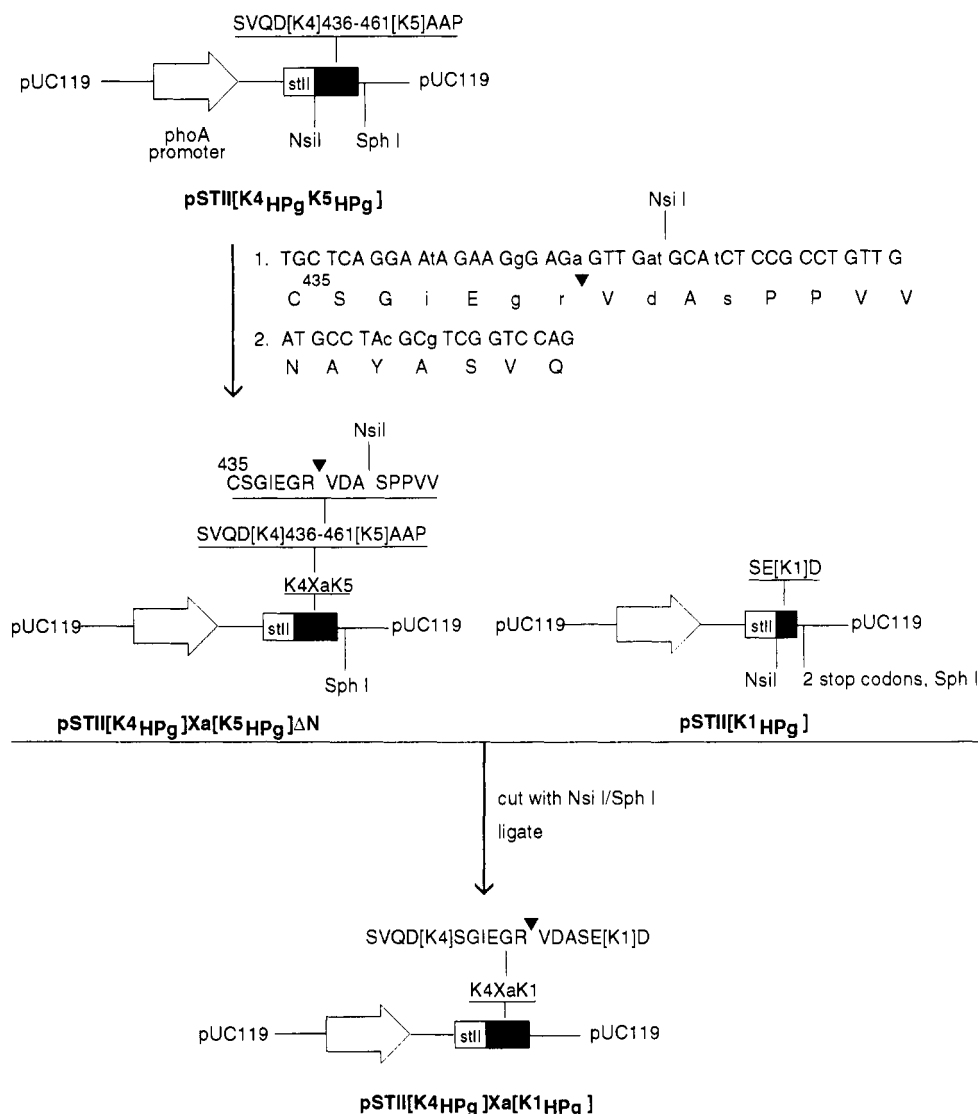 SVQD[K4]436-461[K5]AAP
pUC119
stII
pUC119
phoA
promoter
NsiI
Sph I
pSTII[K4HPgK5HPg]
Nsi I
1. TGC TCA GGA AtA GAA GgG AGa GTT Gat GCA tCT CCG CCT GTT G
C 435 S G i E g r V d A s P P V V
2. AT GCC TAc GCg TCG GTC CAG
N A Y A S V Q
NsiI
435
CSGIEGR VDA SPPVV
SVQD[K4]436-461[K5]AAP
K4XaK5
SE[K1]D
pUC119
stII
pUC119
pUC119
stII
pUC119
Sph I
NsiI
2 stop codons, Sph I
pSTII[K4HPg]Xa[K5HPg]ΔN
pSTII[K1HPg]
cut with Nsi I/Sph I
ligate
SVQD[K4]SGIEGR VDASE[K1]D
K4XaK1
pUC119
stII
pUC119
pSTII[K4HPg]Xa[K1HPg]